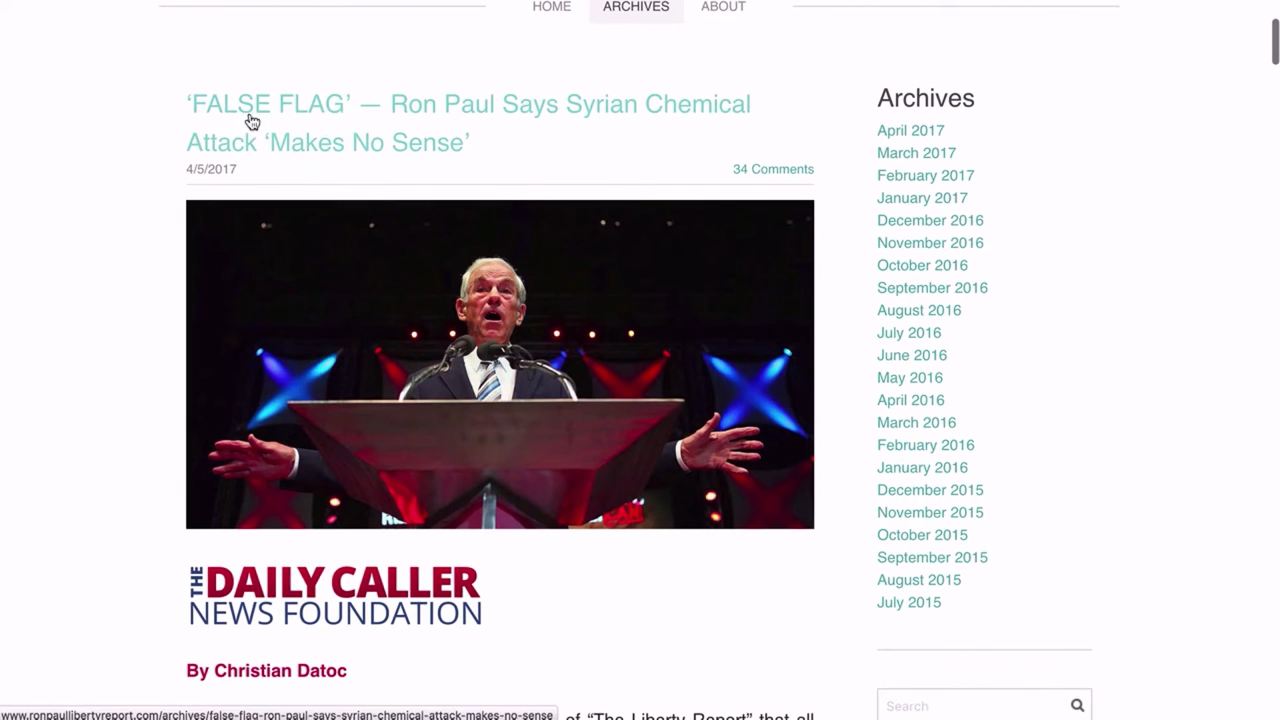 HOME ARCHIVES ABOUT
‘FALSE FLAG’ — Ron Paul Says Syrian Chemical
Attack ‘Makes No Sense’
4/5/2017 34 Comments
THE DAILY CALLER
NEWS FOUNDATION
By Christian Datoc
of “The Liberty Report” that all
www.ronpaullibertyreport.com/archives/false-flag-ron-paul-says-syrian-chemical-attack-makes-no-sense
Archives
April 2017
March 2017
February 2017
January 2017
December 2016
November 2016
October 2016
September 2016
August 2016
July 2016
June 2016
May 2016
April 2016
March 2016
February 2016
January 2016
December 2015
November 2015
October 2015
September 2015
August 2015
July 2015
Search